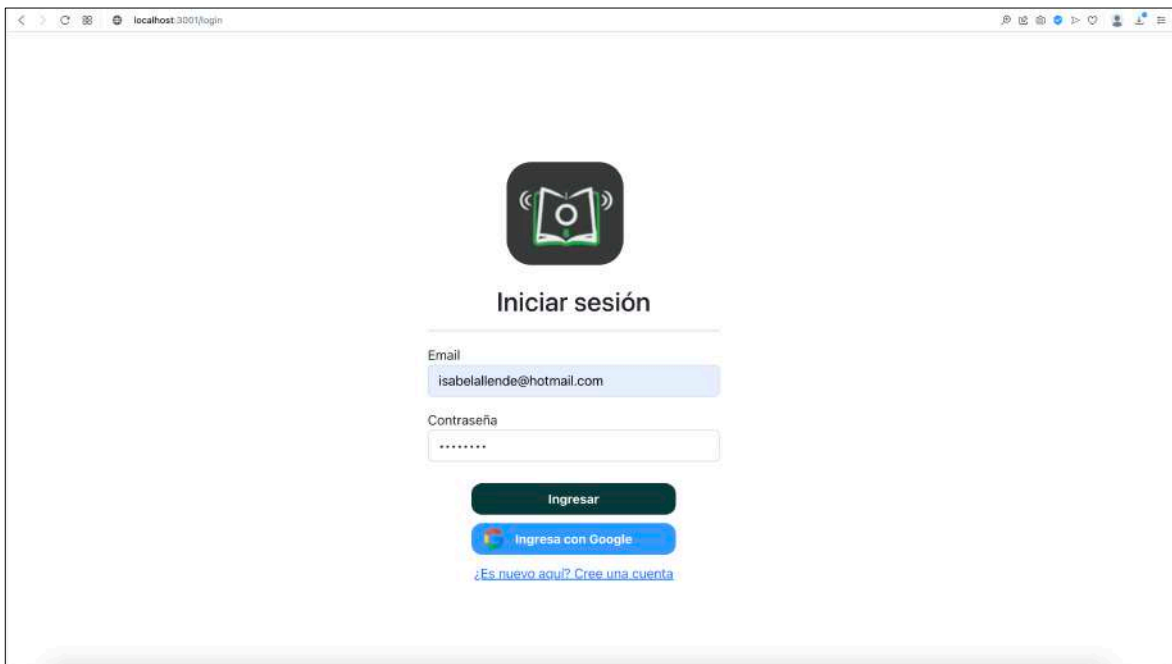 localhost:3001/login
Iniciar sesión
Email
isabelallende@hotmail.com
Contraseña
••••••••
Ingresar
Ingresa con Google
¿Es nuevo aquí? Cree una cuenta